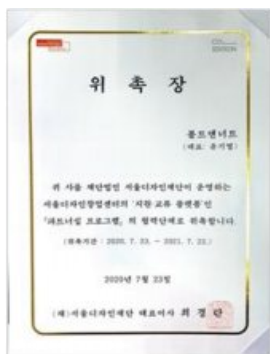 위 촉 장
볼트앤너트
(대표: 윤기범)
위 사을 재단법인 서울디자인재단이 운영하는
서울디자인창업센터의 '지원·교류 플랫폼'인
「파트너십 프로그램」의 협력단체로 위촉합니다.
(위촉기간 : 2020. 7. 23. ~ 2021. 7. 22.)
2020년 7월 23일
(재)서울디자인재단 대표이사 최 경 란